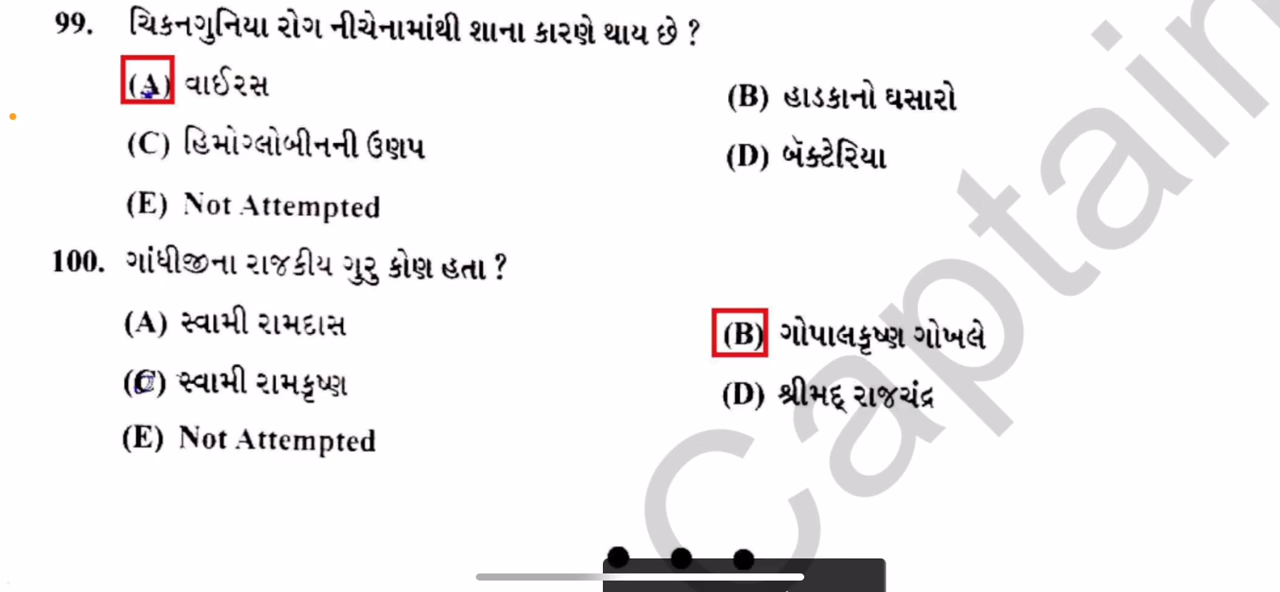 99. ચિકનગુનિયા રોગ નીચેનામાંથી શાના કારણે થાય છે ?
(A) વાઈરસ
(B) હાડકાનો ઘસારો
(C) હિમોગ્લોબીનની ઉણપ
(D) બૅક્ટેરિયા
(E) Not Attempted
100. ગાંધીજીના રાજકીય ગુરુ કોણ હતા ?
(A) સ્વામી રામદાસ
(B) ગોપાલકૃષ્ણ ગોખલે
(C) સ્વામી રામકૃષ્ણ
(D) શ્રીમદ્ રાજચંદ્ર
(E) Not Attempted
Captain